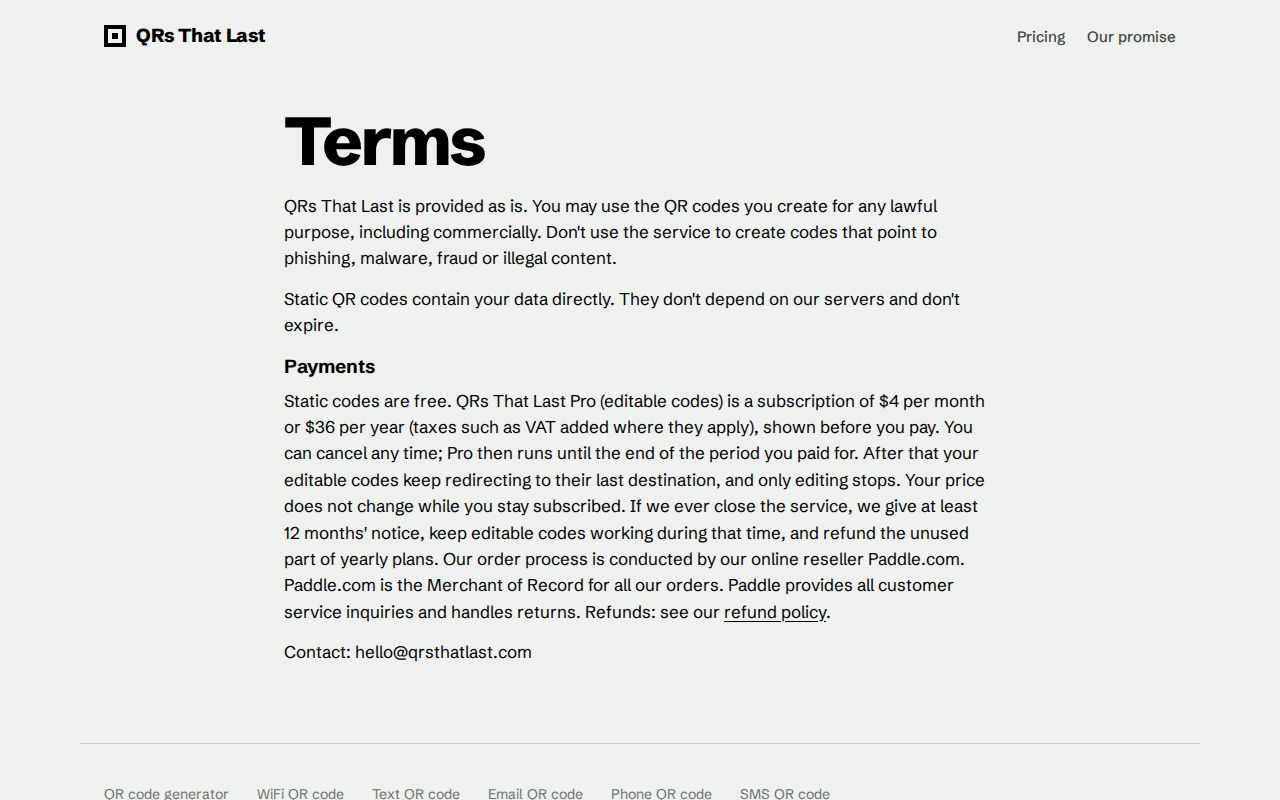 QRs That Last
Pricing
Our promise
Terms
QRs That Last is provided as is. You may use the QR codes you create for any lawful
purpose, including commercially. Don't use the service to create codes that point to
phishing, malware, fraud or illegal content.
Static QR codes contain your data directly. They don't depend on our servers and don't
expire.
Payments
Static codes are free. QRs That Last Pro (editable codes) is a subscription of $4 per month
or $36 per year (taxes such as VAT added where they apply), shown before you pay. You
can cancel any time; Pro then runs until the end of the period you paid for. After that your
editable codes keep redirecting to their last destination, and only editing stops. Your price
does not change while you stay subscribed. If we ever close the service, we give at least
12 months' notice, keep editable codes working during that time, and refund the unused
part of yearly plans. Our order process is conducted by our online reseller Paddle.com.
Paddle.com is the Merchant of Record for all our orders. Paddle provides all customer
service inquiries and handles returns. Refunds: see our refund policy.
Contact: hello@qrsthatlast.com
QR code generator
WiFi QR code
Text QR code
Email QR code
Phone QR code
SMS QR code